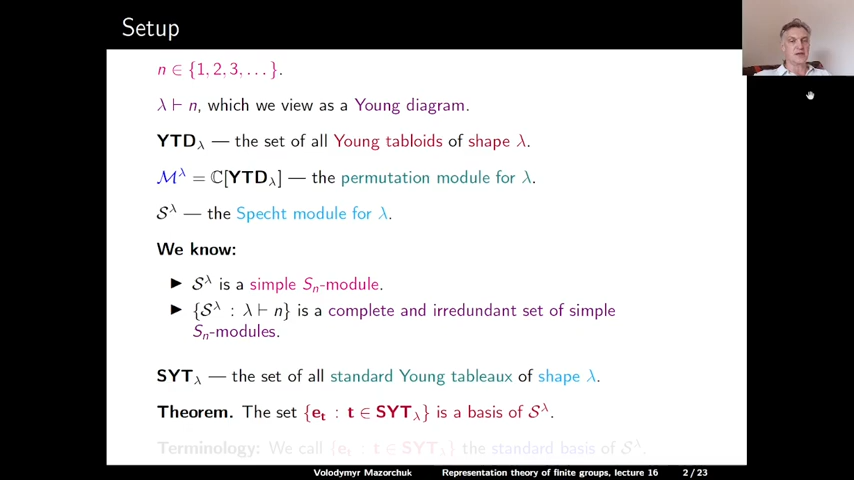 Setup
n ∈ {1, 2, 3, . . . }.
λ ⊢ n, which we view as a Young diagram.
YTD_λ — the set of all Young tabloids of shape λ.
ℳ^λ = ℂ[YTD_λ] — the permutation module for λ.
𝒮^λ — the Specht module for λ.
We know:
▶ 𝒮^λ is a simple S_n-module.
▶ {𝒮^λ : λ ⊢ n} is a complete and irredundant set of simple
S_n-modules.
SYT_λ — the set of all standard Young tableaux of shape λ.
Theorem. The set {e_t : t ∈ SYT_λ} is a basis of 𝒮^λ.
Terminology: We call {e_t : t ∈ SYT_λ} the standard basis of 𝒮^λ.
Volodymyr Mazorchuk Representation theory of finite groups, lecture 16 2 / 23